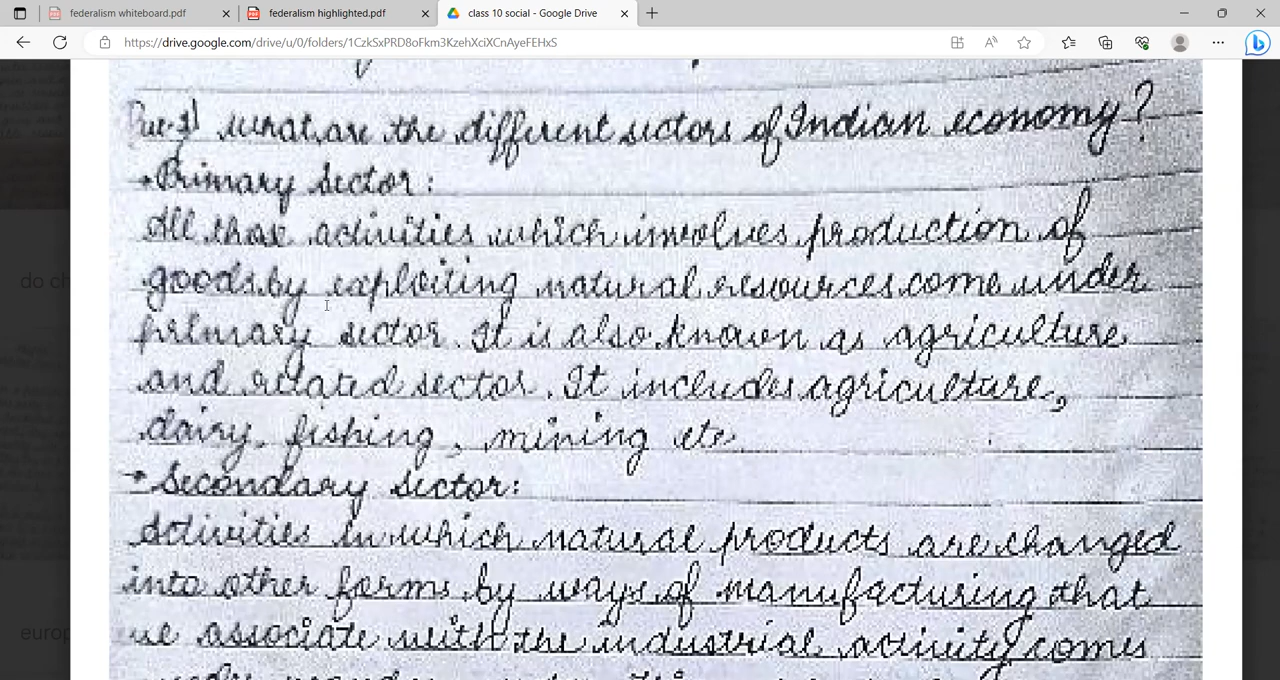 federalism whiteboard.pdf
federalism highlighted.pdf
class 10 social - Google Drive
https://drive.google.com/drive/u/0/folders/1CzkSxPRD8oFkm3KzehXciXCnAyeFEHxS
Que what are the different sectors of Indian economy?
→ Primary Sector:
All those activities which involves production of
goods by exploiting natural resources come under
primary sector. It is also known as agriculture
and related sector. It includes agriculture,
dairy, fishing, mining etc
→ Secondary Sector:
Activities in which natural products are changed
into other forms by ways of manufacturing that
we associate with the industrial activity comes
do ch
europ